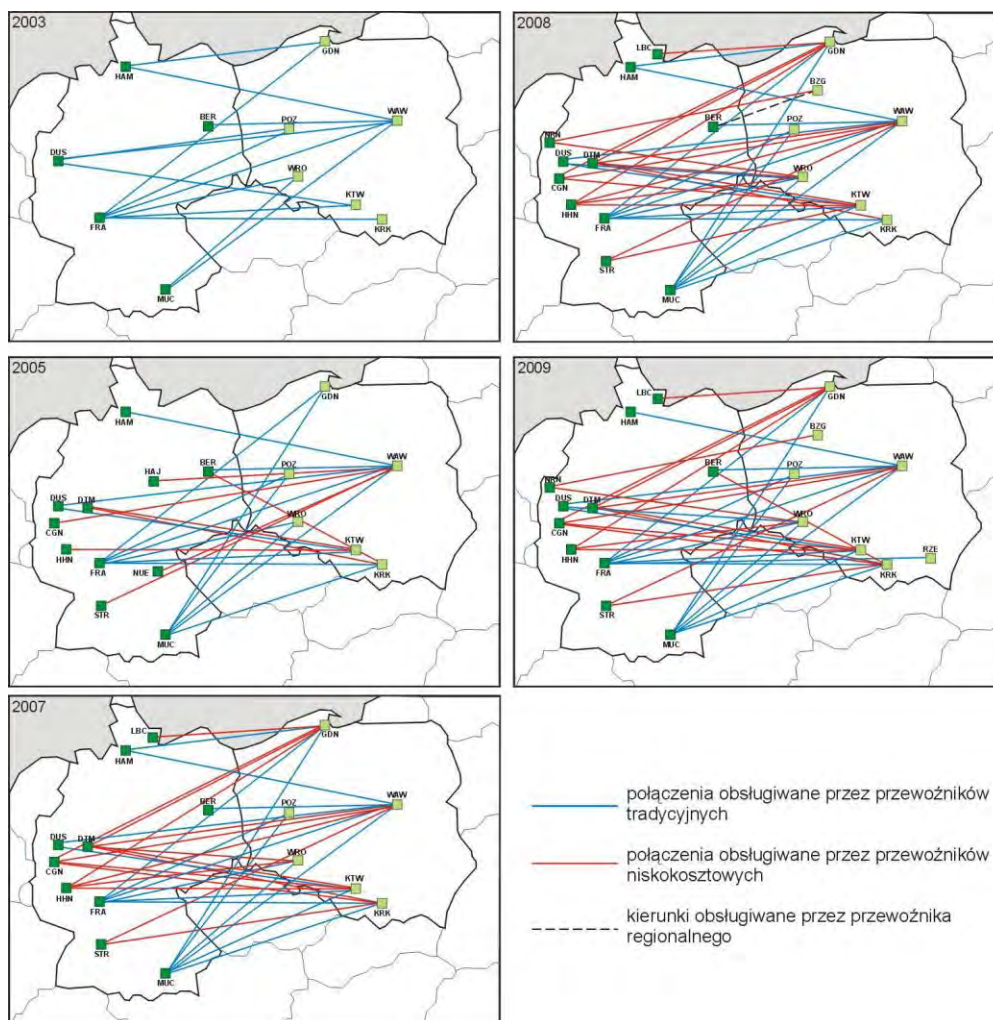 2003
GDN
HAM
BER
POZ
WAW
DUS
WRO
KTW
FRA
KRK
MUC
2008
LBC
GDN
HAM
BZG
BER
POZ
WAW
NRN
DUS
DTM
CGN
WRO
HHN
KTW
FRA
KRK
STR
MUC
2005
GDN
HAM
HAJ
BER
POZ
WAW
DUS
DTM
CGN
WRO
HHN
KTW
FRA
NUE
KRK
STR
MUC
2009
LBC
GDN
HAM
BZG
BER
POZ
WAW
NRN
DUS
DTM
CGN
WRO
HHN
KTW
RZE
FRA
KRK
STR
MUC
2007
LBC
GDN
HAM
BER
POZ
WAW
DUS
DTM
CGN
WRO
HHN
KTW
FRA
KRK
STR
MUC
połączenia obsługiwane przez przewoźników
tradycyjnych
połączenia obsługiwane przez przewoźników
niskokosztowych
kierunki obsługiwane przez przewoźnika
regionalnego